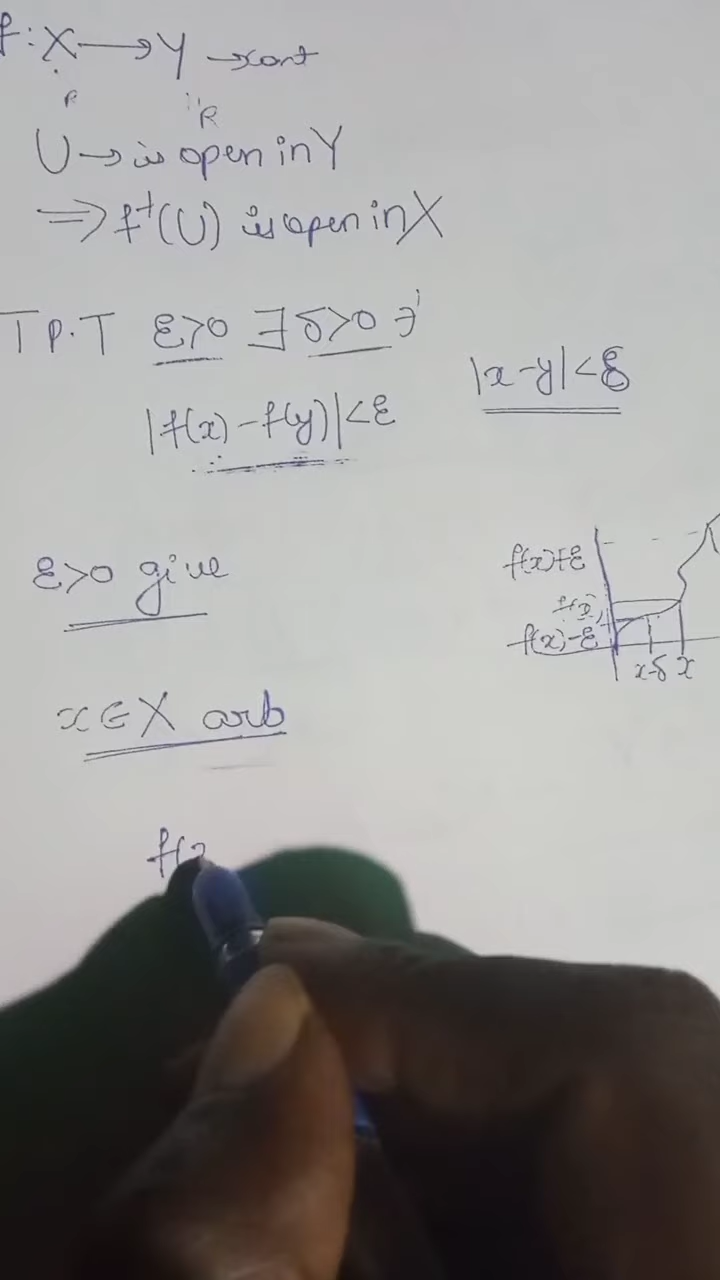 f : X → Y → cont
R R
U → is open in Y
⇒ f⁻¹(U) is open in X
T P.T ε>0 ∃ δ>0 ∋
|x-y|<ξ
|f(x) - f(y)|<ε
ε>0 give
f(x)+ε
f(x)
f(x)-ε
x-δ x
x ∈ X arb
f(